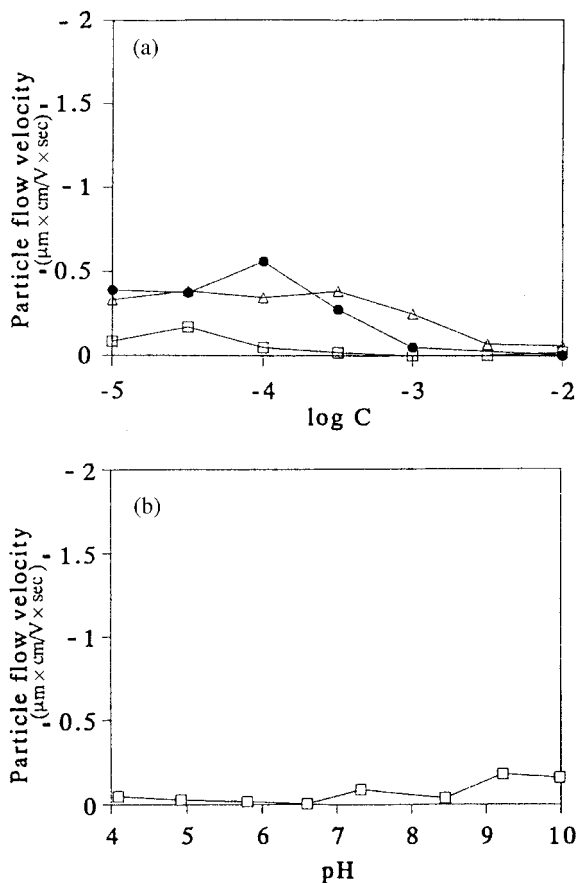 (a)
Particle flow velocity
(μm×cm/V×sec)
- 2
- 1.5
- 1
- 0.5
0
-5
-4
-3
-2
log C
(b)
Particle flow velocity
(μm×cm/V×sec)
- 2
- 1.5
- 1
- 0.5
0
4
5
6
7
8
9
10
pH